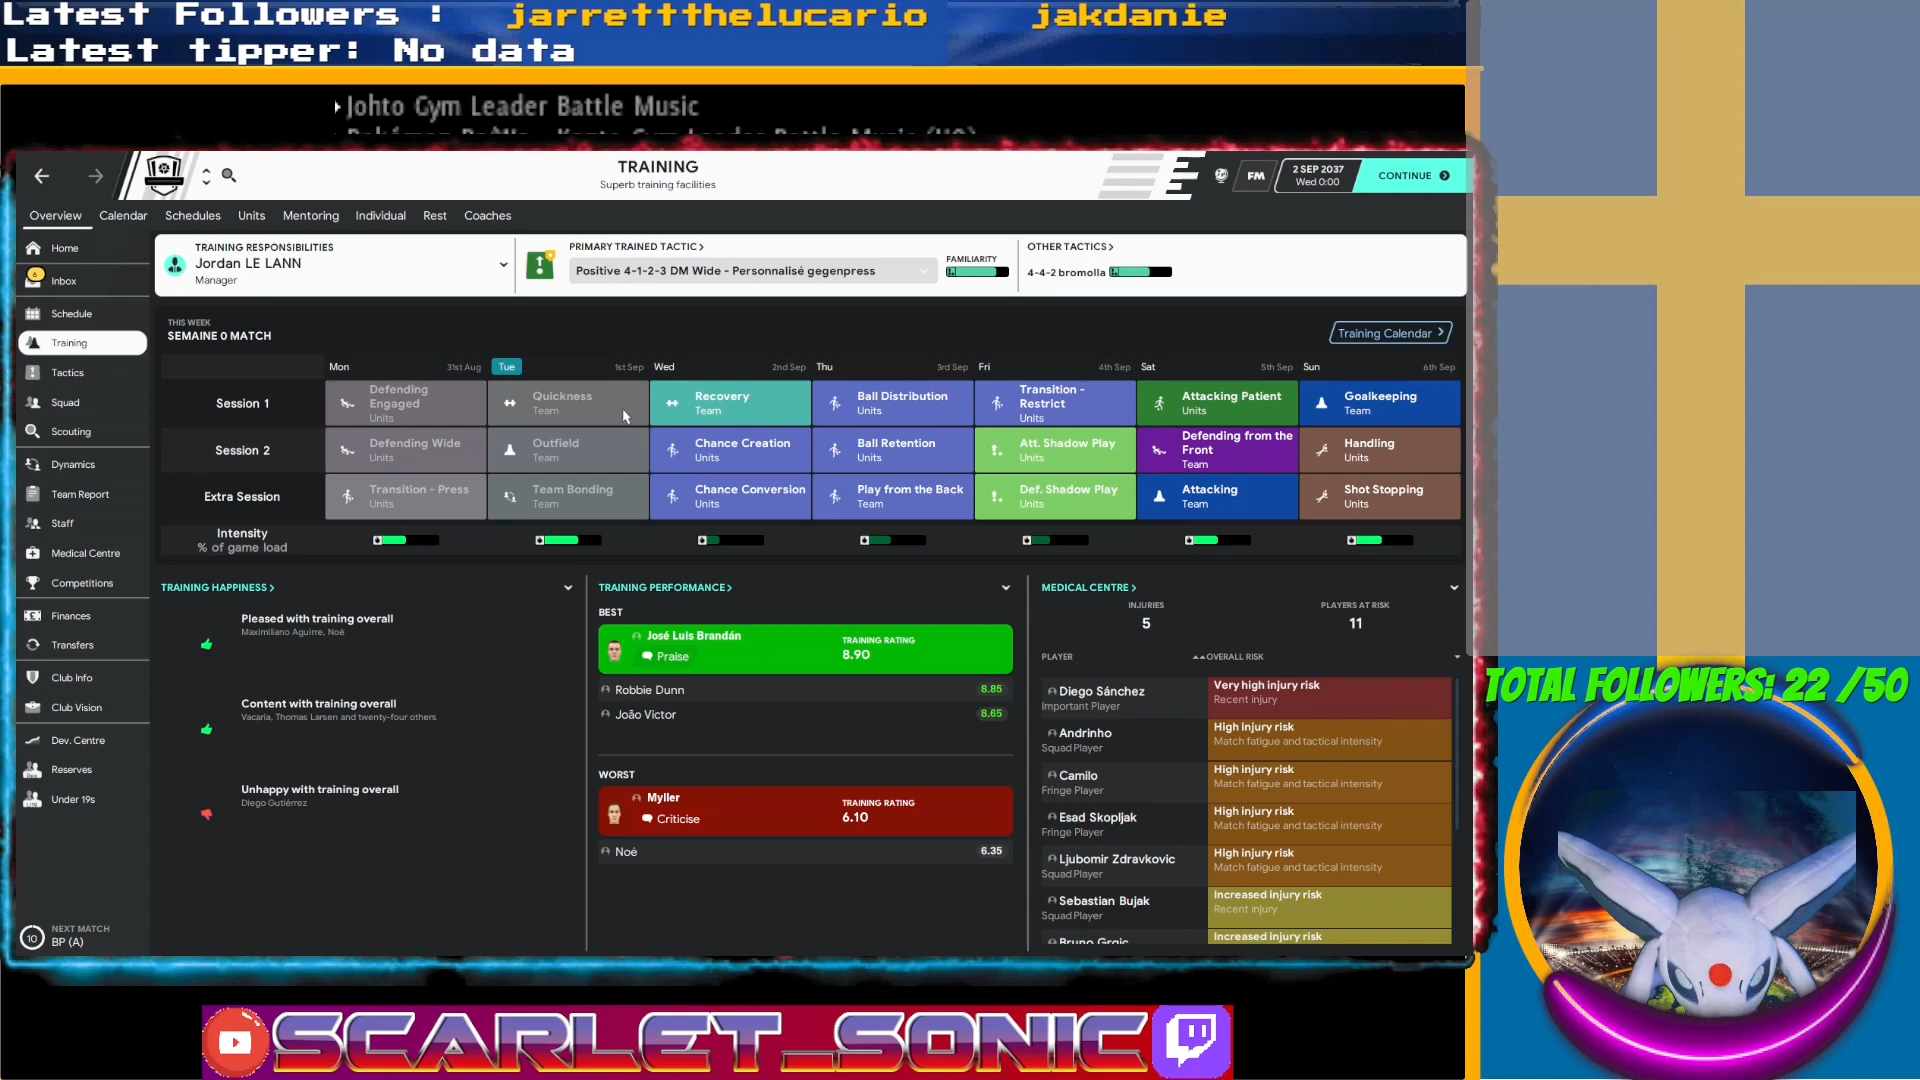 Latest Followers : jarrettthelucario jakdanie
Latest tipper: No data
Johto Gym Leader Battle Music
TRAINING
Superb training facilities
FM
2 SEP 2037
Wed 0:00
CONTINUE
Overview Calendar Schedules Units Mentoring Individual Rest Coaches
Home
6
Inbox
Schedule
Training
Tactics
Squad
Scouting
Dynamics
Team Report
Staff
Medical Centre
Competitions
Finances
Transfers
Club Info
Club Vision
Dev. Centre
Reserves
Under 19s
10
NEXT MATCH
BP (A)
TRAINING RESPONSIBILITIES
Jordan LE LANN
Manager
PRIMARY TRAINED TACTIC >
Positive 4-1-2-3 DM Wide - Personnalisé gegenpress
FAMILIARITY
OTHER TACTICS >
4-4-2 bromolla
THIS WEEK
SEMAINE 0 MATCH
Training Calendar >
Mon 31st Aug Tue 1st Sep Wed 2nd Sep Thu 3rd Sep Fri 4th Sep Sat 5th Sep Sun 6th Sep
Session 1
Defending Engaged
Units
Quickness
Team
Recovery
Team
Ball Distribution
Units
Transition - Restrict
Units
Attacking Patient
Units
Goalkeeping
Team
Session 2
Defending Wide
Units
Outfield
Team
Chance Creation
Units
Ball Retention
Units
Att. Shadow Play
Units
Defending from the Front
Team
Handling
Units
Extra Session
Transition - Press
Units
Team Bonding
Team
Chance Conversion
Units
Play from the Back
Team
Def. Shadow Play
Units
Attacking
Team
Shot Stopping
Units
Intensity
% of game load
TRAINING HAPPINESS >
Pleased with training overall
Maximiliano Aguirre, Noé
Content with training overall
Vacaria, Thomas Larsen and twenty-four others
Unhappy with training overall
Diego Gutiérrez
TRAINING PERFORMANCE >
BEST
José Luis Brandán
Praise
TRAINING RATING
8.90
Robbie Dunn 8.85
João Victor 8.65
WORST
Myller
Criticise
TRAINING RATING
6.10
Noé 6.35
MEDICAL CENTRE >
INJURIES
5
PLAYERS AT RISK
11
PLAYER OVERALL RISK
Diego Sánchez
Important Player
Very high injury risk
Recent injury
Andrinho
Squad Player
High injury risk
Match fatigue and tactical intensity
Camilo
Fringe Player
High injury risk
Match fatigue and tactical intensity
Esad Skopljak
Fringe Player
High injury risk
Match fatigue and tactical intensity
Ljubomir Zdravkovic
Squad Player
High injury risk
Match fatigue and tactical intensity
Sebastian Bujak
Squad Player
Increased injury risk
Recent injury
Bruno Grgic
Increased injury risk
TOTAL FOLLOWERS: 22 /50
SCARLET_SONIC